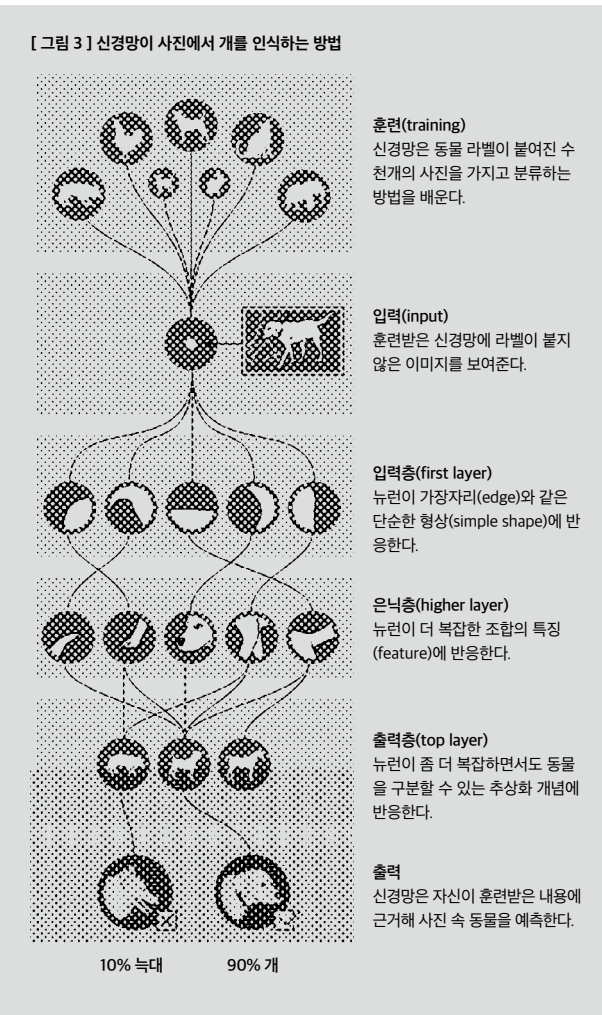 [ 그림 3 ] 신경망이 사진에서 개를 인식하는 방법
훈련(training)
신경망은 동물 라벨이 붙여진 수
천개의 사진을 가지고 분류하는
방법을 배운다.
입력(input)
훈련받은 신경망에 라벨이 붙지
않은 이미지를 보여준다.
입력층(first layer)
뉴런이 가장자리(edge)와 같은
단순한 형상(simple shape)에 반
응한다.
은닉층(higher layer)
뉴런이 더 복잡한 조합의 특징
(feature)에 반응한다.
출력층(top layer)
뉴런이 좀 더 복잡하면서도 동물
을 구분할 수 있는 추상화 개념에
반응한다.
출력
신경망은 자신이 훈련받은 내용에
근거해 사진 속 동물을 예측한다.
10% 늑대
90% 개